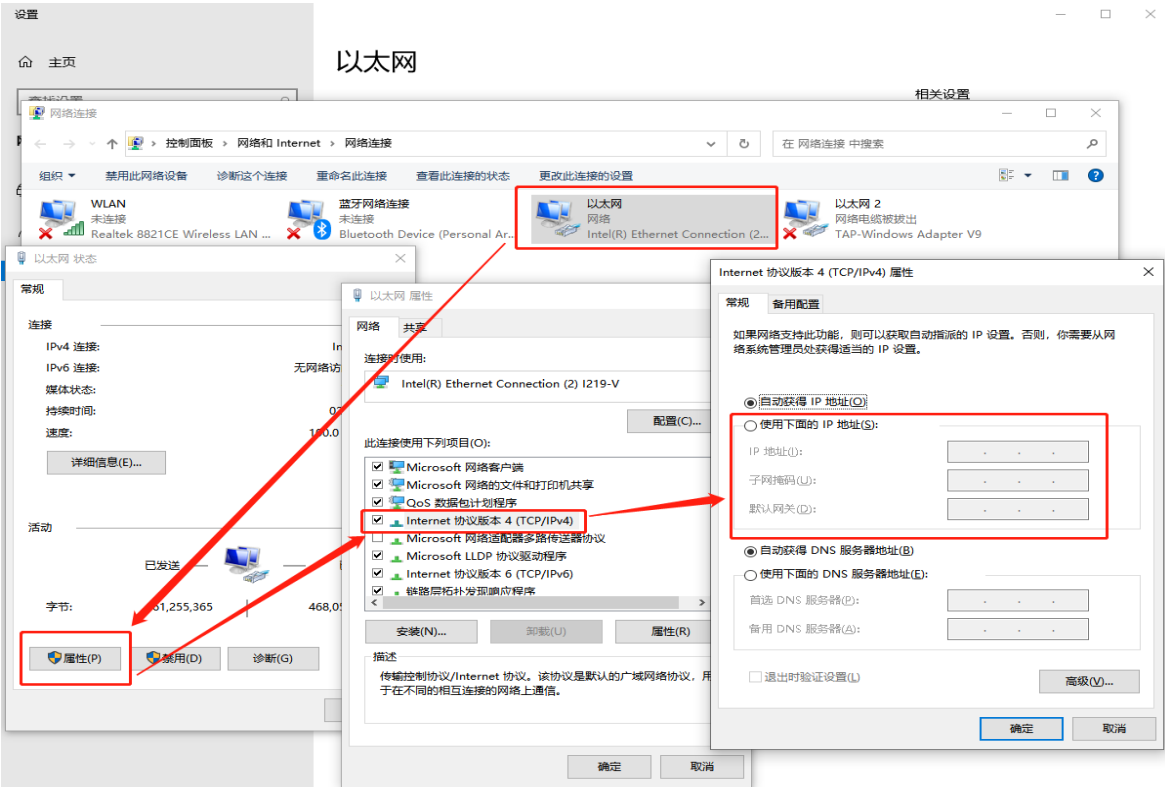 设置
主页
以太网
相关设置
网络连接
控制面板 › 网络和 Internet › 网络连接
在 网络连接 中搜索
组织 禁用此网络设备 诊断这个连接 重命名此连接 查看此连接的状态 更改此连接的设置
WLAN
未连接
Realtek 8821CE Wireless LAN ...
蓝牙网络连接
未连接
Bluetooth Device (Personal Ar...
以太网
网络
Intel(R) Ethernet Connection (2...
以太网 2
网络电缆被拔出
TAP-Windows Adapter V9
以太网 状态
常规
连接
IPv4 连接:
IPv6 连接: 无网络访
媒体状态:
持续时间:
速度:
详细信息(E)...
活动
已发送
字节: 468,05
属性(P) 禁用(D) 诊断(G)
以太网 属性
网络 共享
连接时使用:
Intel(R) Ethernet Connection (2) I219-V
配置(C)...
此连接使用下列项目(O):
Microsoft 网络客户端
Microsoft 网络的文件和打印机共享
QoS 数据包计划程序
Internet 协议版本 4 (TCP/IPv4)
Microsoft 网络适配器多路传送器协议
Microsoft LLDP 协议驱动程序
Internet 协议版本 6 (TCP/IPv6)
链路层拓扑发现响应程序
安装(N)... 卸载(U) 属性(R)
描述
传输控制协议/Internet 协议。该协议是默认的广域网络协议，用
于在不同的相互连接的网络上通信。
确定 取消
Internet 协议版本 4 (TCP/IPv4) 属性
常规 备用配置
如果网络支持此功能，则可以获取自动指派的 IP 设置。否则，你需要从网
络系统管理员处获得适当的 IP 设置。
自动获得 IP 地址(O)
使用下面的 IP 地址(S):
IP 地址(I):
子网掩码(U):
默认网关(D):
自动获得 DNS 服务器地址(B)
使用下面的 DNS 服务器地址(E):
首选 DNS 服务器(P):
备用 DNS 服务器(A):
退出时验证设置(L)
高级(V)...
确定 取消